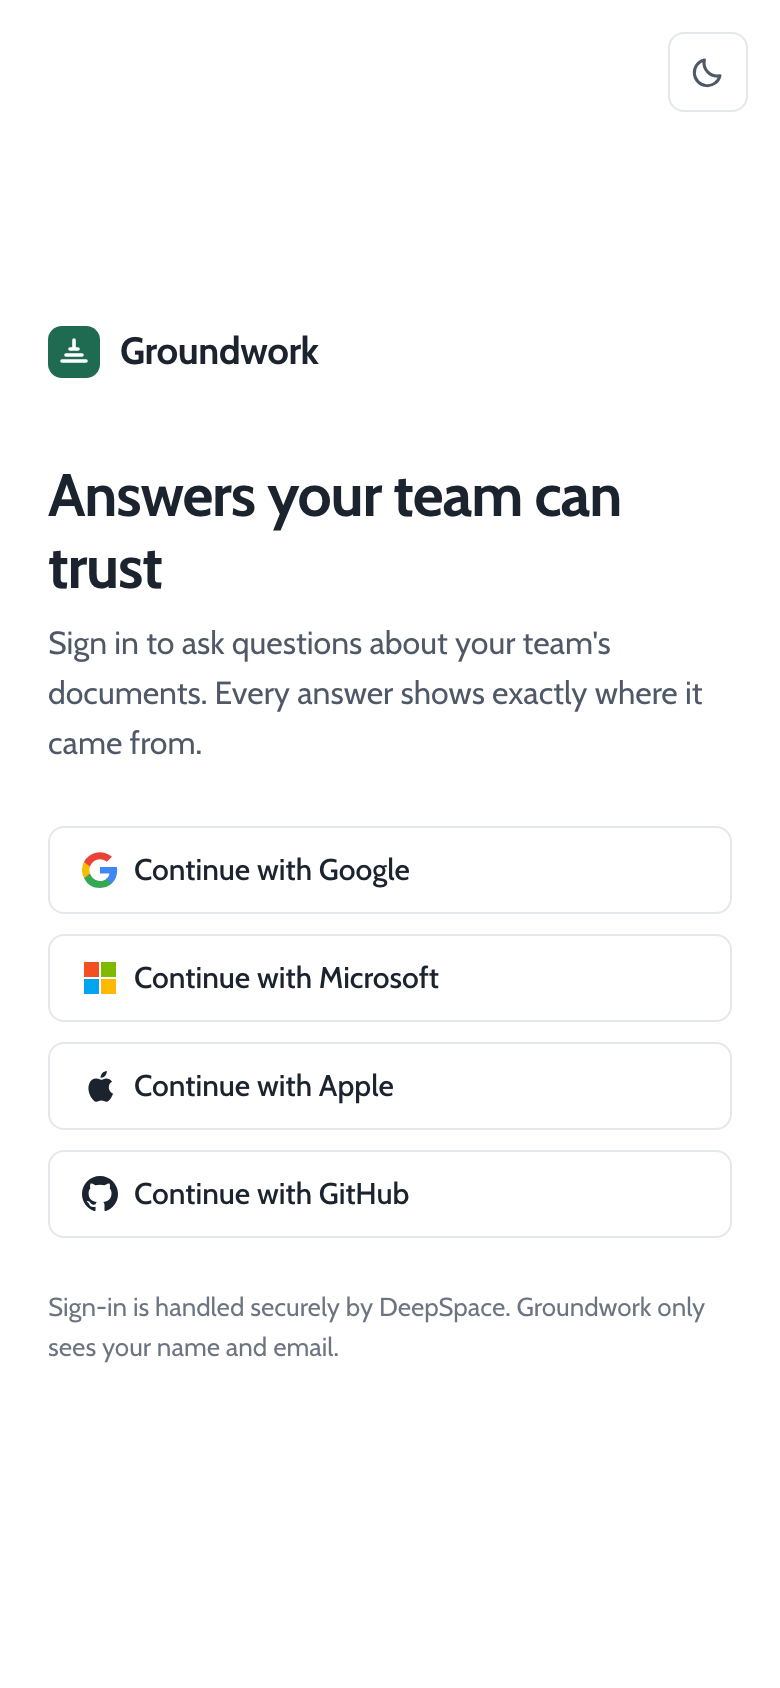 Groundwork
Answers your team can
trust
Sign in to ask questions about your team's
documents. Every answer shows exactly where it
came from.
Continue with Google
Continue with Microsoft
Continue with Apple
Continue with GitHub
Sign-in is handled securely by DeepSpace. Groundwork only
sees your name and email.